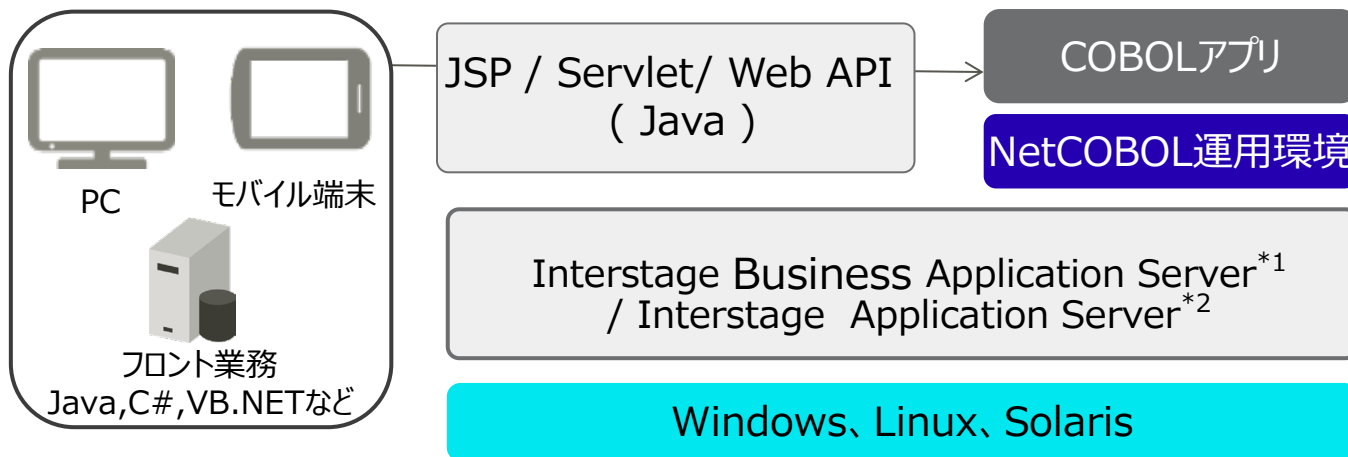 PC
モバイル端末
フロント業務
Java,C#,VB.NETなど
JSP / Servlet/ Web API
( Java )
COBOLアプリ
NetCOBOL運用環境
Interstage Business Application Server*1
/ Interstage Application Server*2
Windows、Linux、Solaris